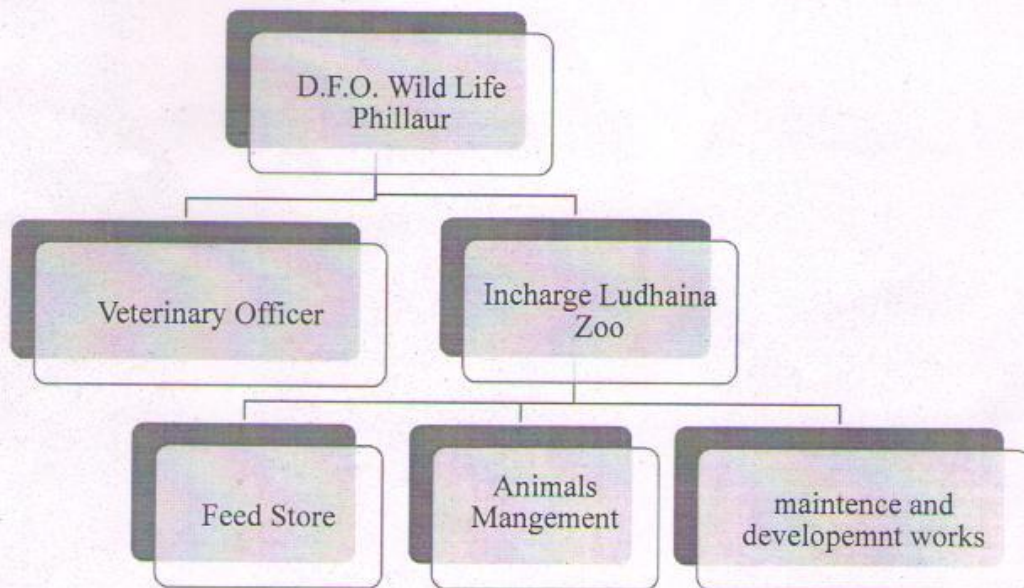 D.F.O. Wild Life
Phillaur
Veterinary Officer
Incharge Ludhaina
Zoo
Feed Store
Animals
Mangement
maintence and
developemnt works